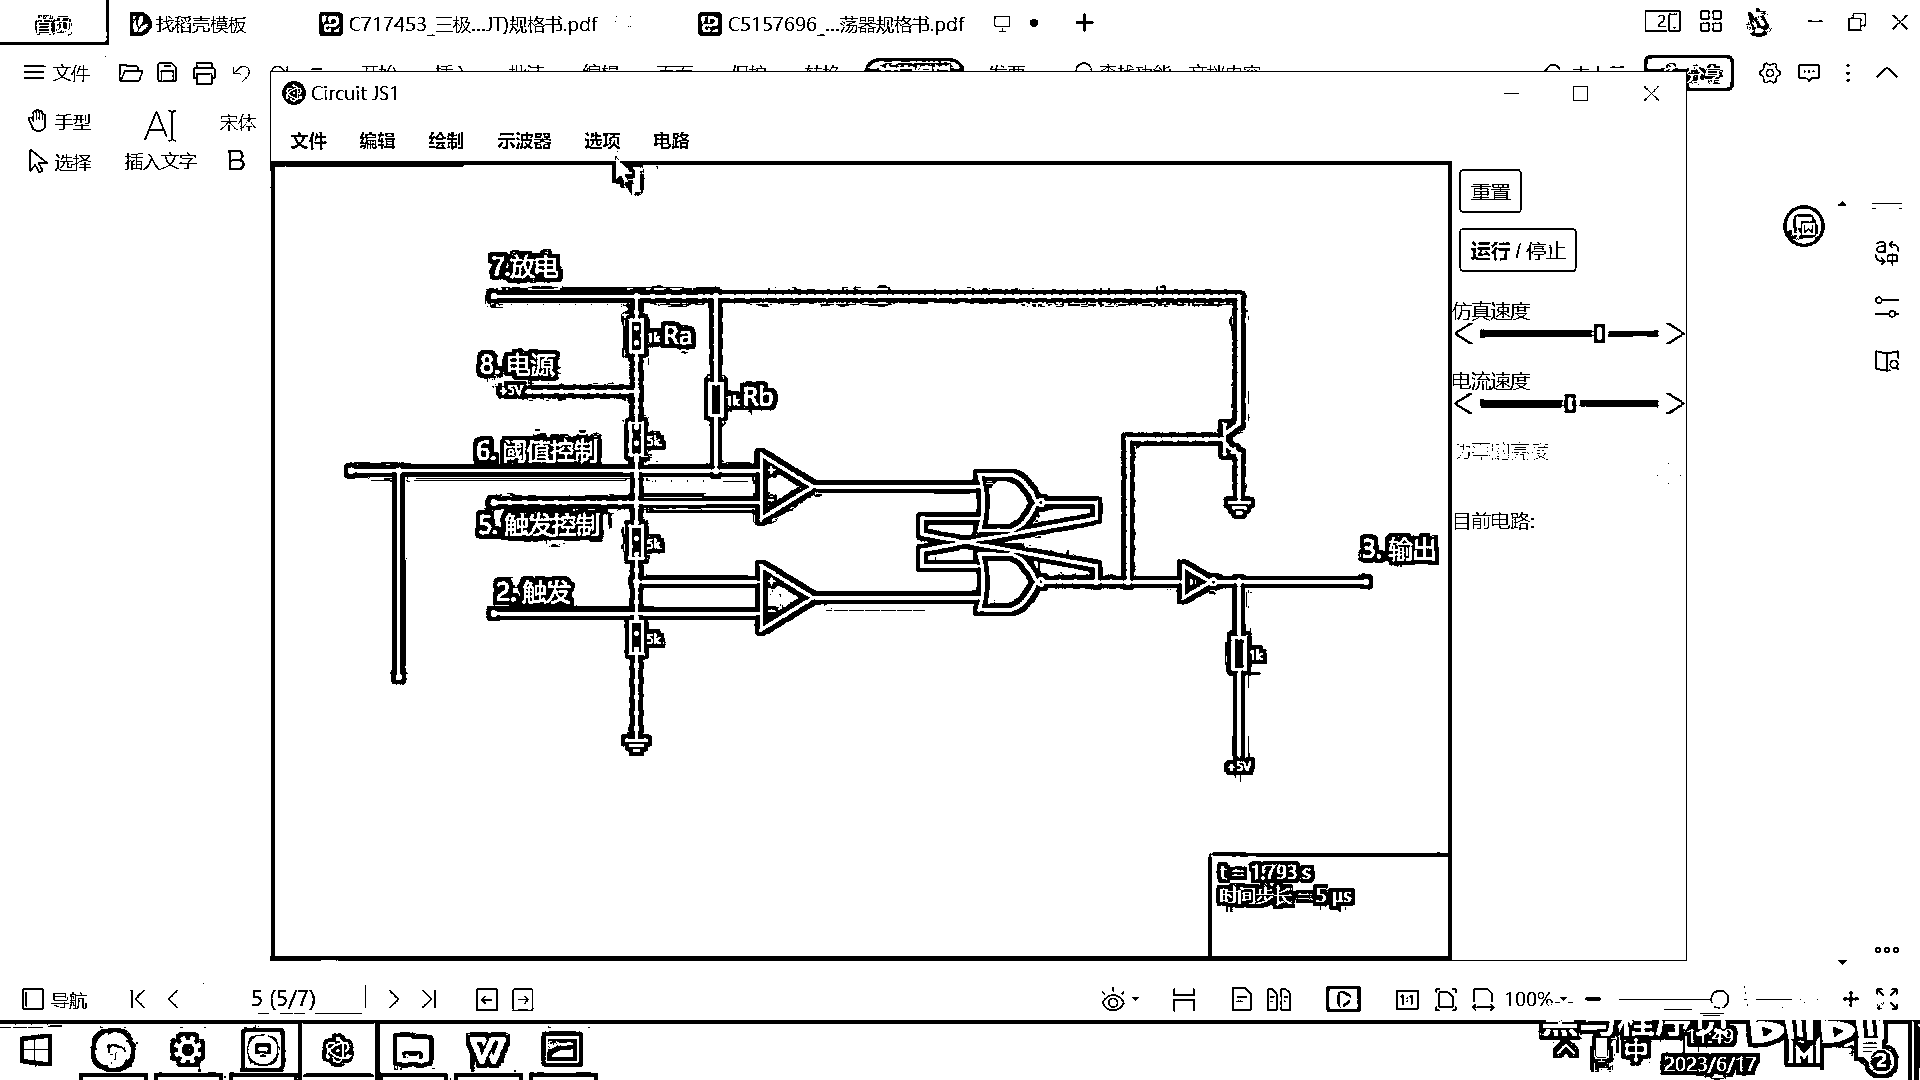 首页
找稻壳模板
C717453_三极...JT)规格书.pdf
C5157696_...荡器规格书.pdf
文件
手型
插入文字
宋体
选择
B
Circuit JS1
文件 编辑 绘制 示波器 选项 电路
重置
运行 / 停止
仿真速度
电流速度
目前电路:
7.放电
1k Ra
8. 电源
+5V
1k Rb
5k
6. 阈值控制
5. 触发控制
5k
2. 触发
5k
3. 输出
1k
+5V
t = 1.793 s
时间步长 = 5 μs
导航
5 (5/7)
1:1
100%
中
11:49
2023/6/17
2